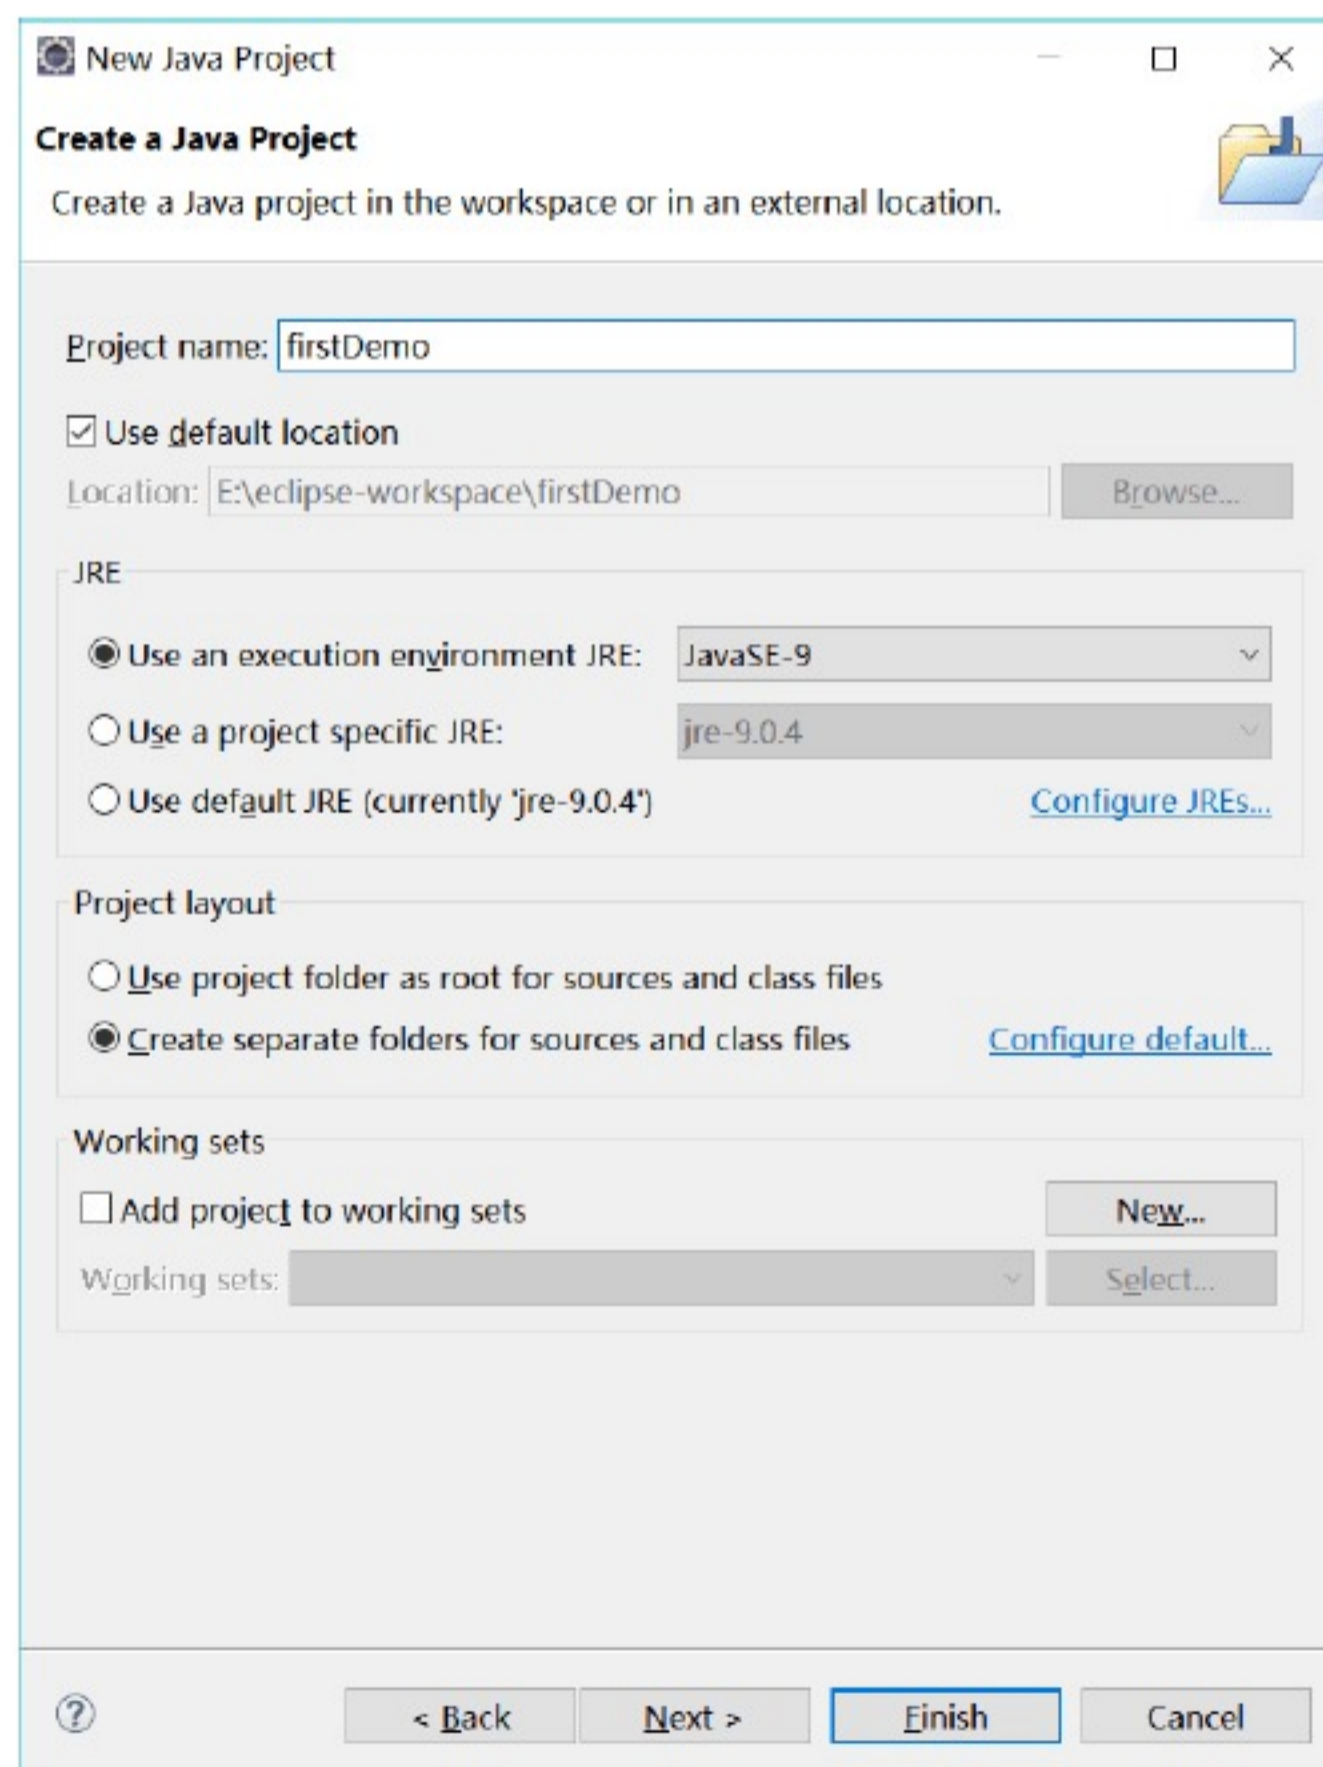 New Java Project
Create a Java Project
Create a Java project in the workspace or in an external location.
Project name: firstDemo
Use default location
Location: E:\eclipse-workspace\firstDemo Browse...
JRE
Use an execution environment JRE: JavaSE-9
Use a project specific JRE: jre-9.0.4
Use default JRE (currently 'jre-9.0.4') Configure JREs...
Project layout
Use project folder as root for sources and class files
Create separate folders for sources and class files Configure default...
Working sets
Add project to working sets New...
Working sets: Select...
? < Back Next > Finish Cancel